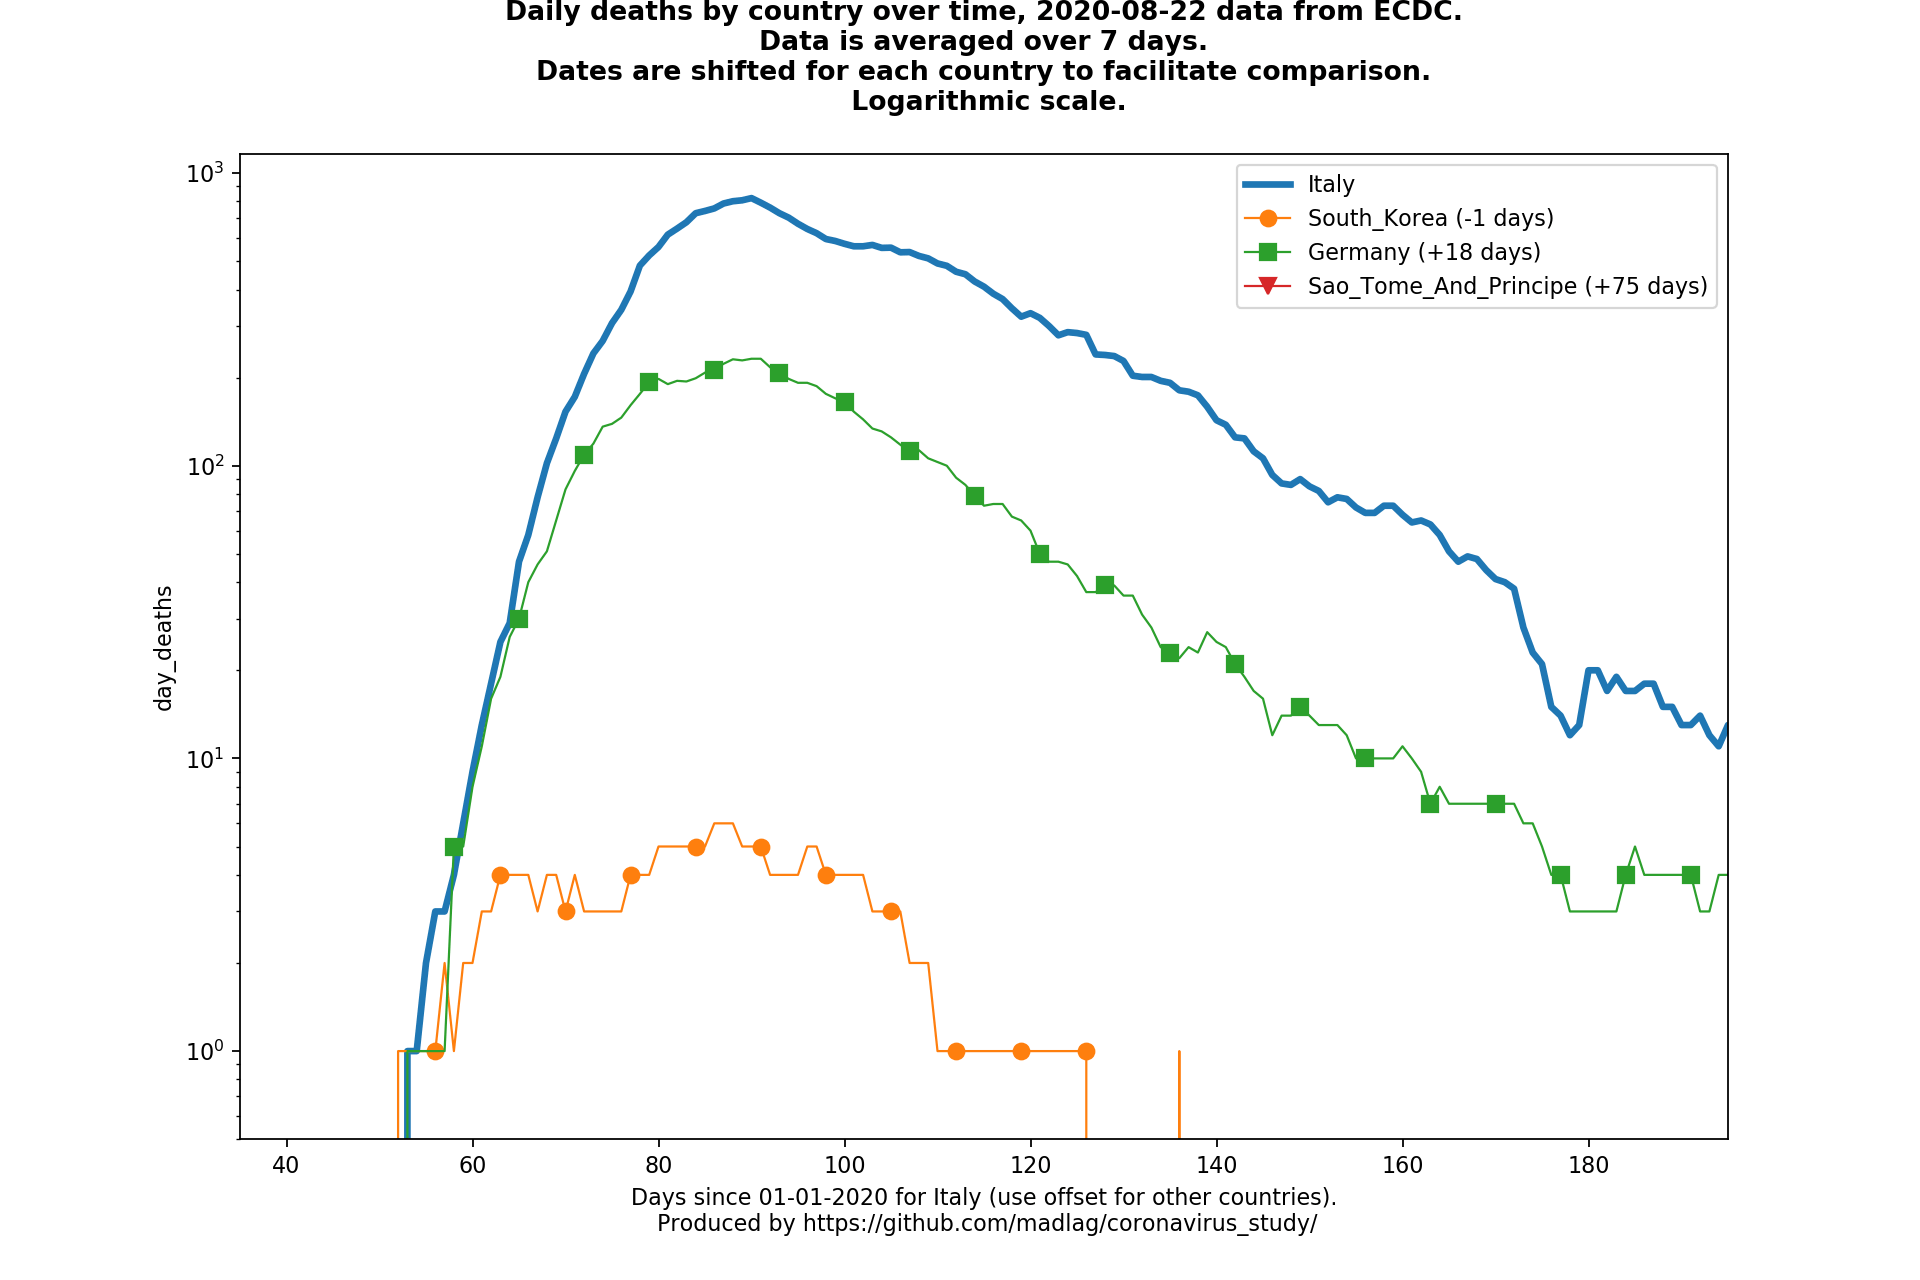 Daily deaths by country over time, 2020-08-22 data from ECDC.
Data is averaged over 7 days.
Dates are shifted for each country to facilitate comparison.
Logarithmic scale.
10³
10²
10¹
10⁰
day_deaths
Italy
South_Korea (-1 days)
Germany (+18 days)
Sao_Tome_And_Principe (+75 days)
40 60 80 100 120 140 160 180
Days since 01-01-2020 for Italy (use offset for other countries).
Produced by https://github.com/madlag/coronavirus_study/